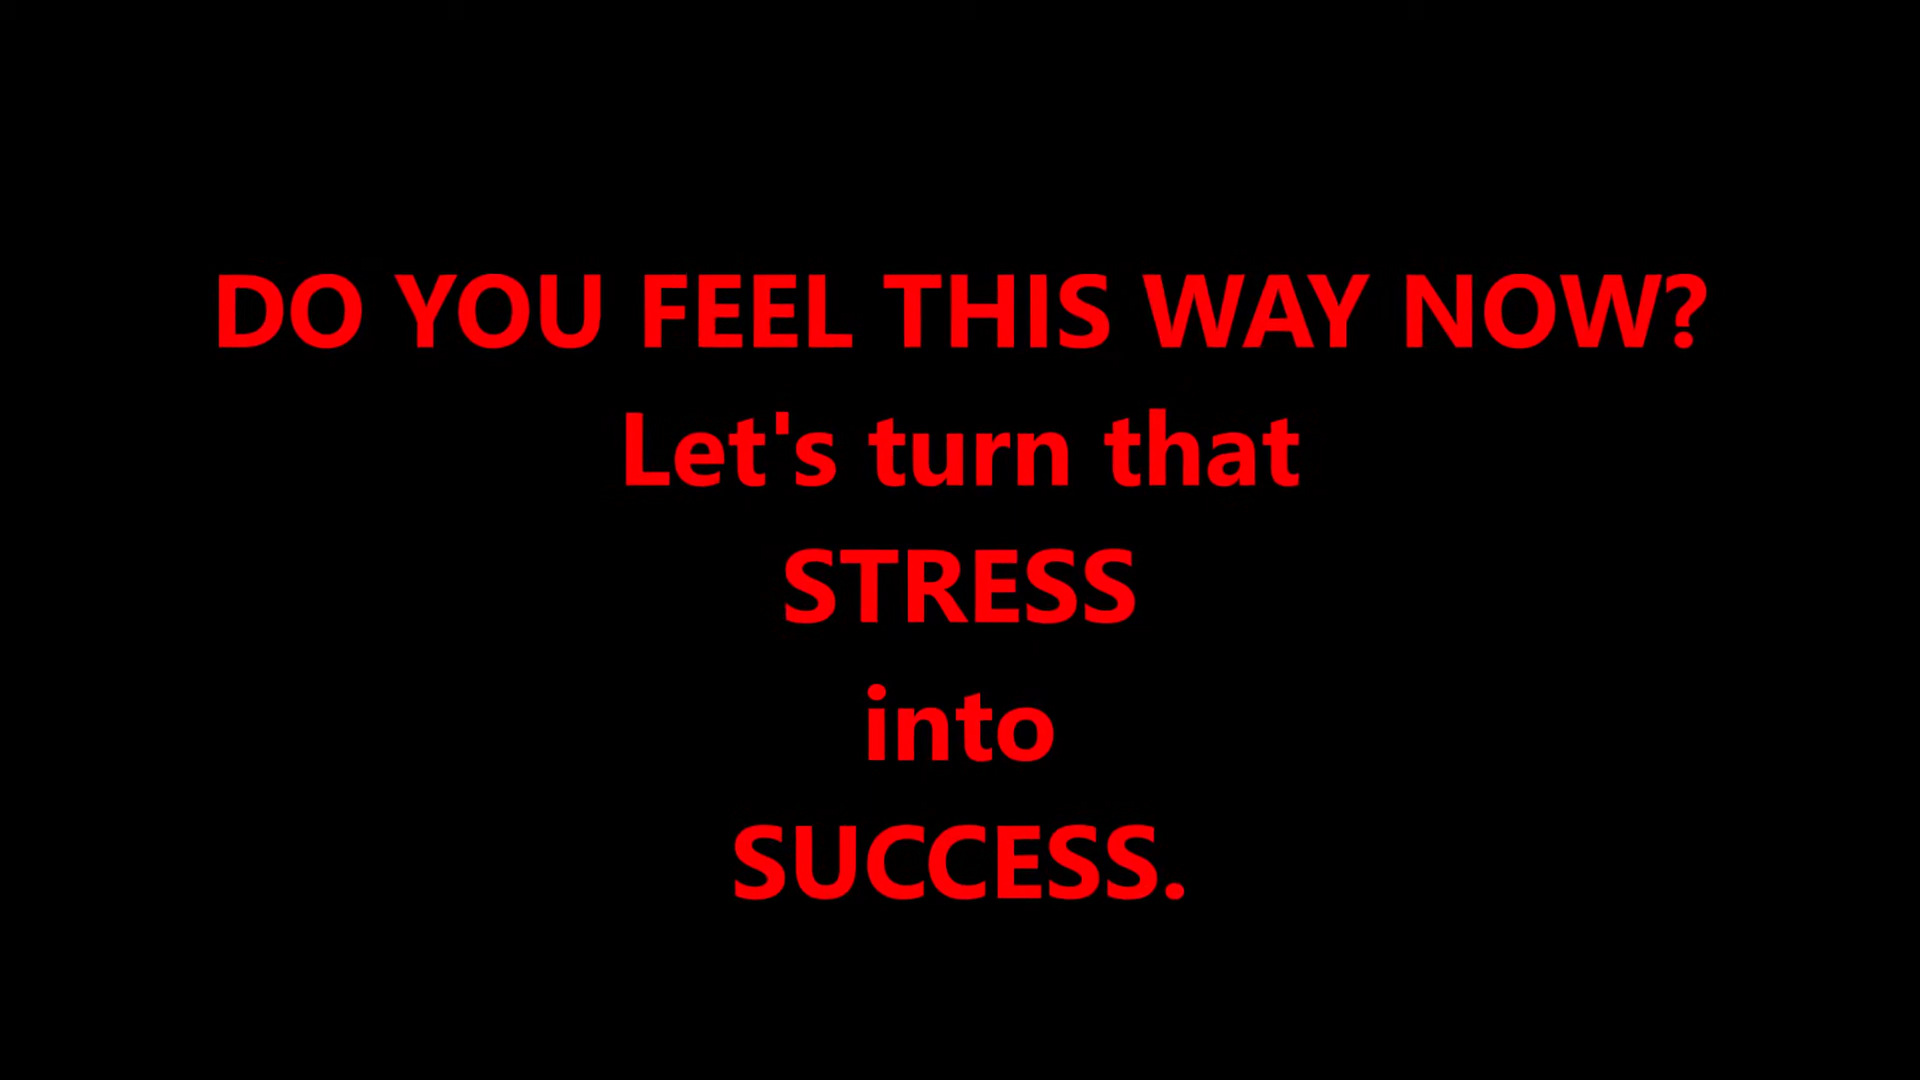 DO YOU FEEL THIS WAY NOW?
Let's turn that
STRESS
into
SUCCESS.